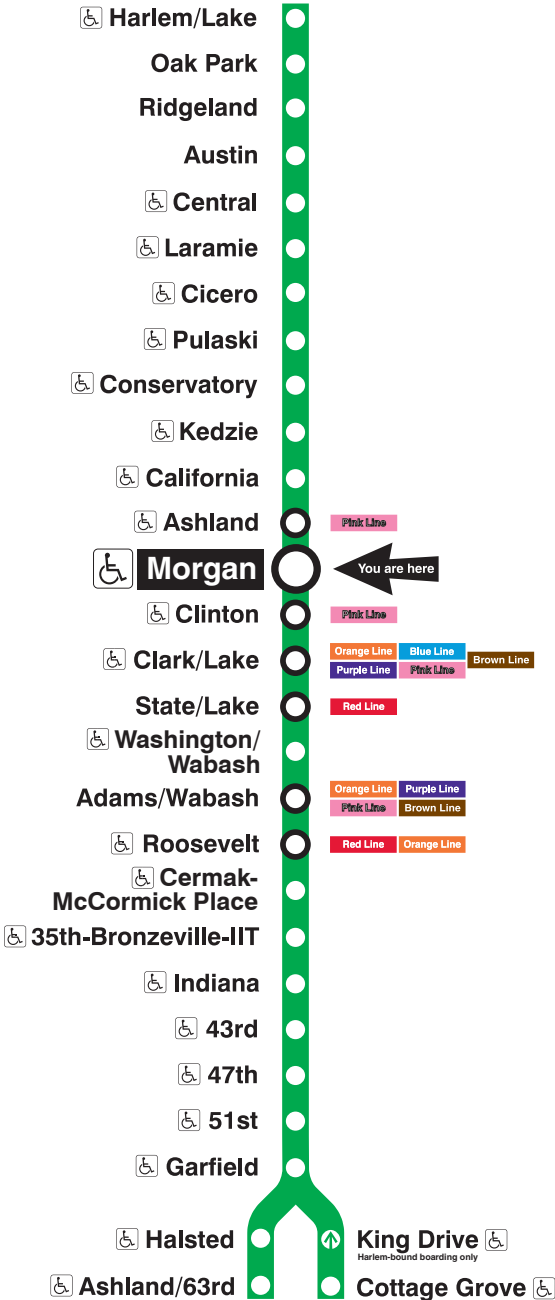 Harlem/Lake
Oak Park
Ridgeland
Austin
Central
Laramie
Cicero
Pulaski
Conservatory
Kedzie
California
Ashland
Pink Line
Morgan
You are here
Clinton
Pink Line
Clark/Lake
Orange Line Blue Line
Brown Line
Purple Line Pink Line
State/Lake
Red Line
Washington/
Wabash
Adams/Wabash
Orange Line Purple Line
Pink Line Brown Line
Roosevelt
Red Line Orange Line
Cermak-
McCormick Place
35th-Bronzeville-IIT
Indiana
43rd
47th
51st
Garfield
Halsted
King Drive
Harlem-bound boarding only
Ashland/63rd
Cottage Grove